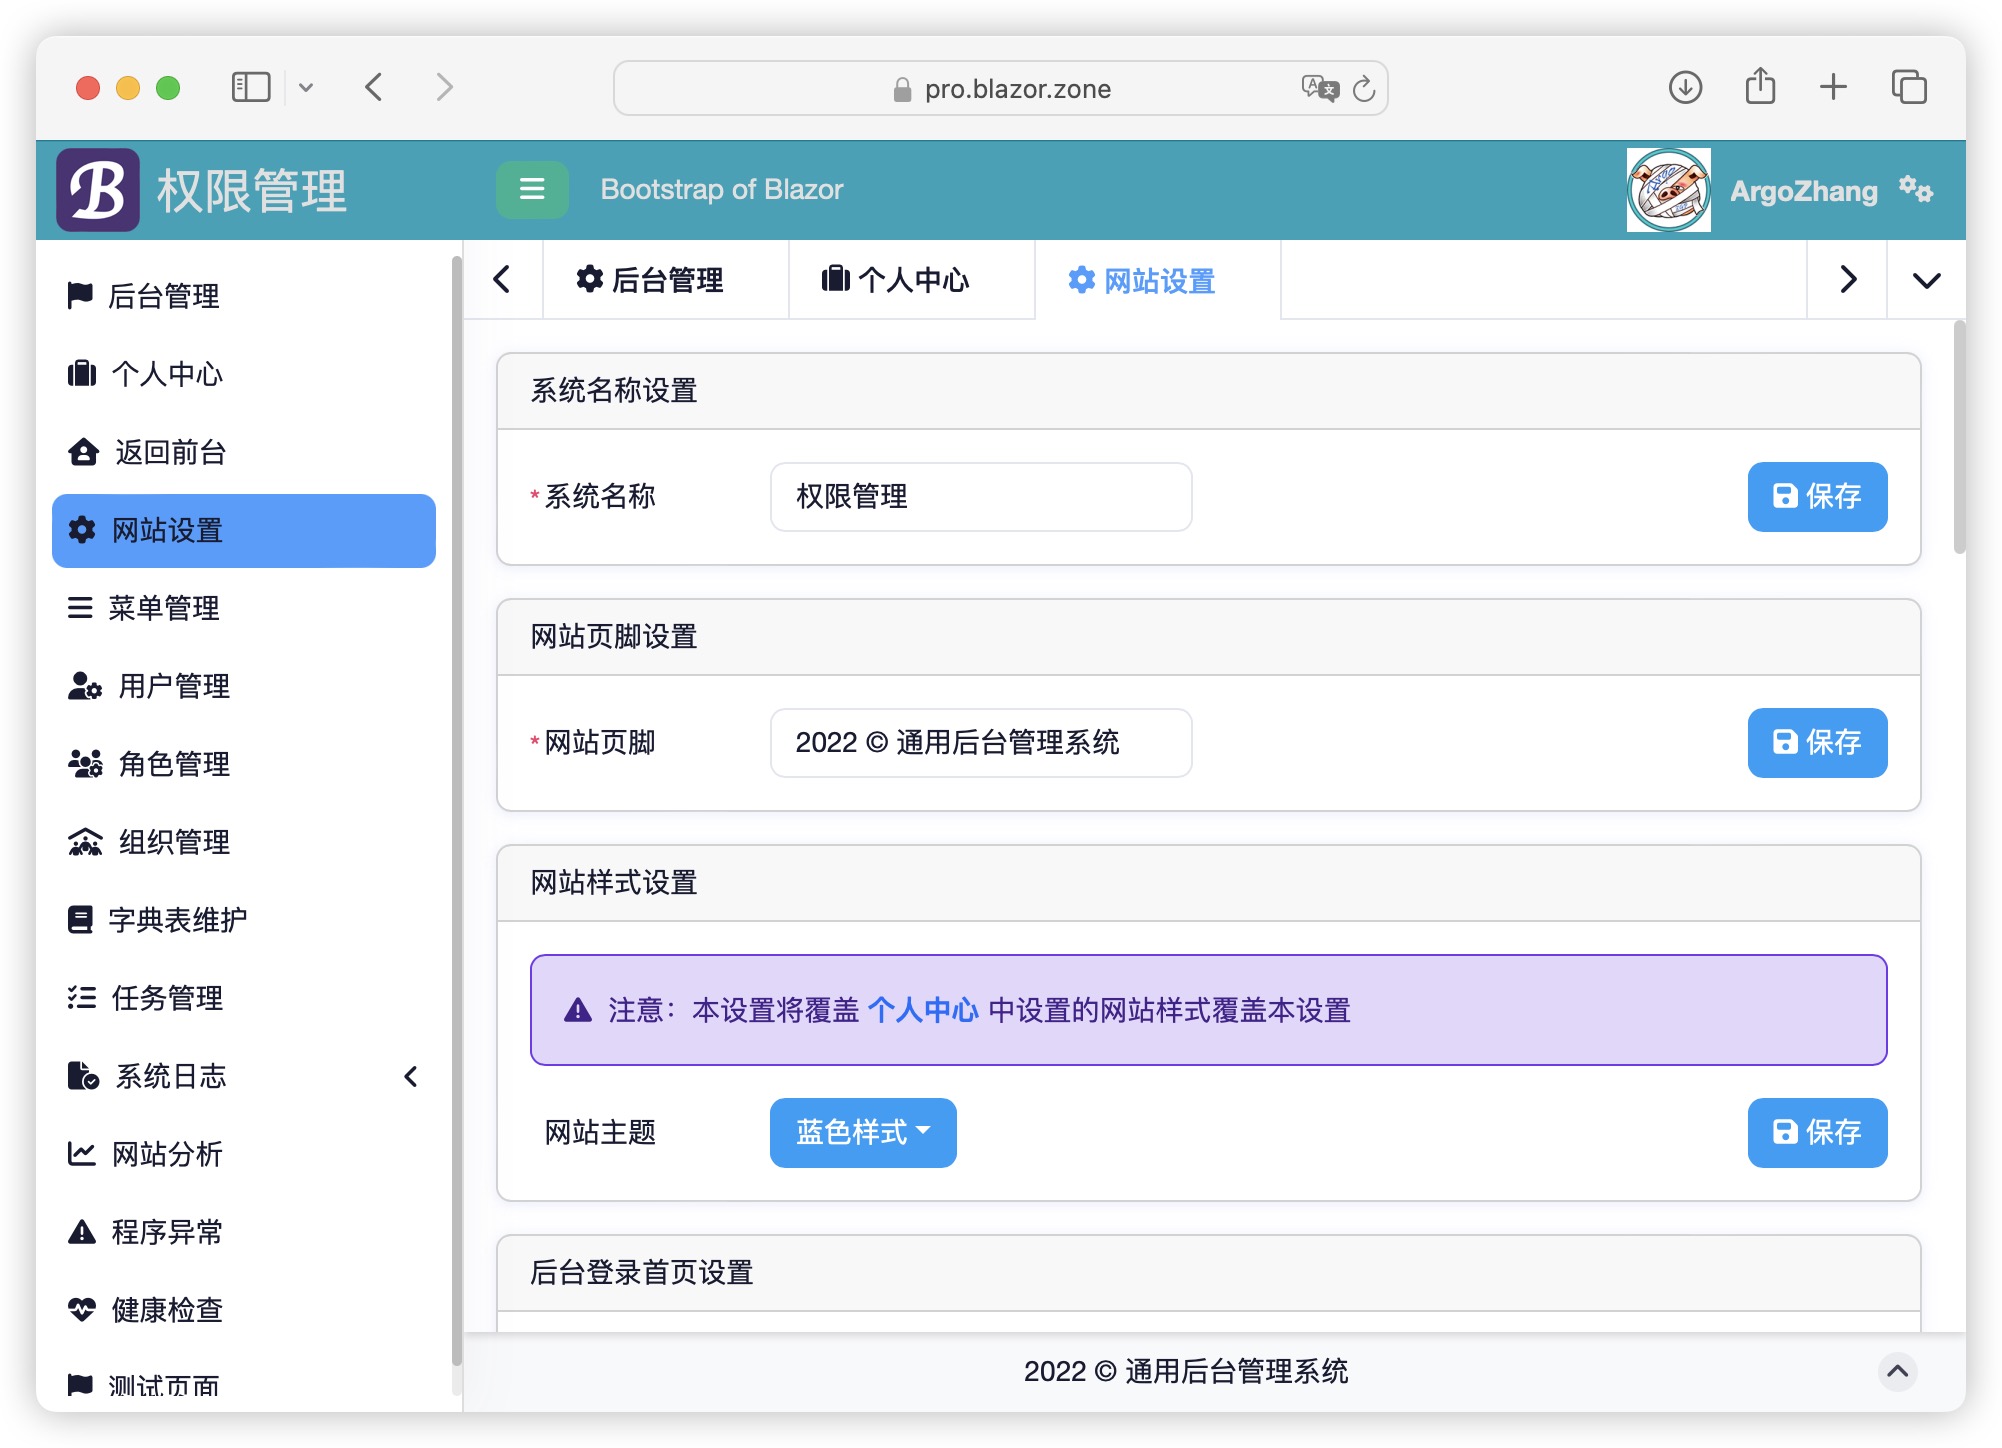 pro.blazor.zone
权限管理
Bootstrap of Blazor
ArgoZhang
后台管理
个人中心
返回前台
网站设置
菜单管理
用户管理
角色管理
组织管理
字典表维护
任务管理
系统日志
网站分析
程序异常
健康检查
测试页面
后台管理
个人中心
网站设置
系统名称设置
*系统名称
权限管理
保存
网站页脚设置
*网站页脚
2022 © 通用后台管理系统
保存
网站样式设置
注意：本设置将覆盖 个人中心 中设置的网站样式覆盖本设置
网站主题
蓝色样式
保存
后台登录首页设置
2022 © 通用后台管理系统